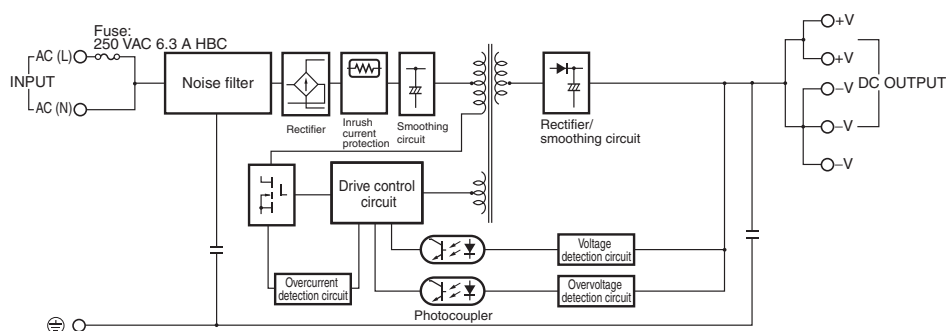 Fuse:
250 VAC 6.3 A HBC
AC (L)
INPUT
AC (N)
Noise filter
Rectifier
Inrush
current
protection
Smoothing
circuit
Rectifier/
smoothing circuit
+V
+V
DC OUTPUT
–V
–V
–V
Drive control
circuit
Overcurrent
detection circuit
Voltage
detection circuit
Overvoltage
detection circuit
Photocoupler